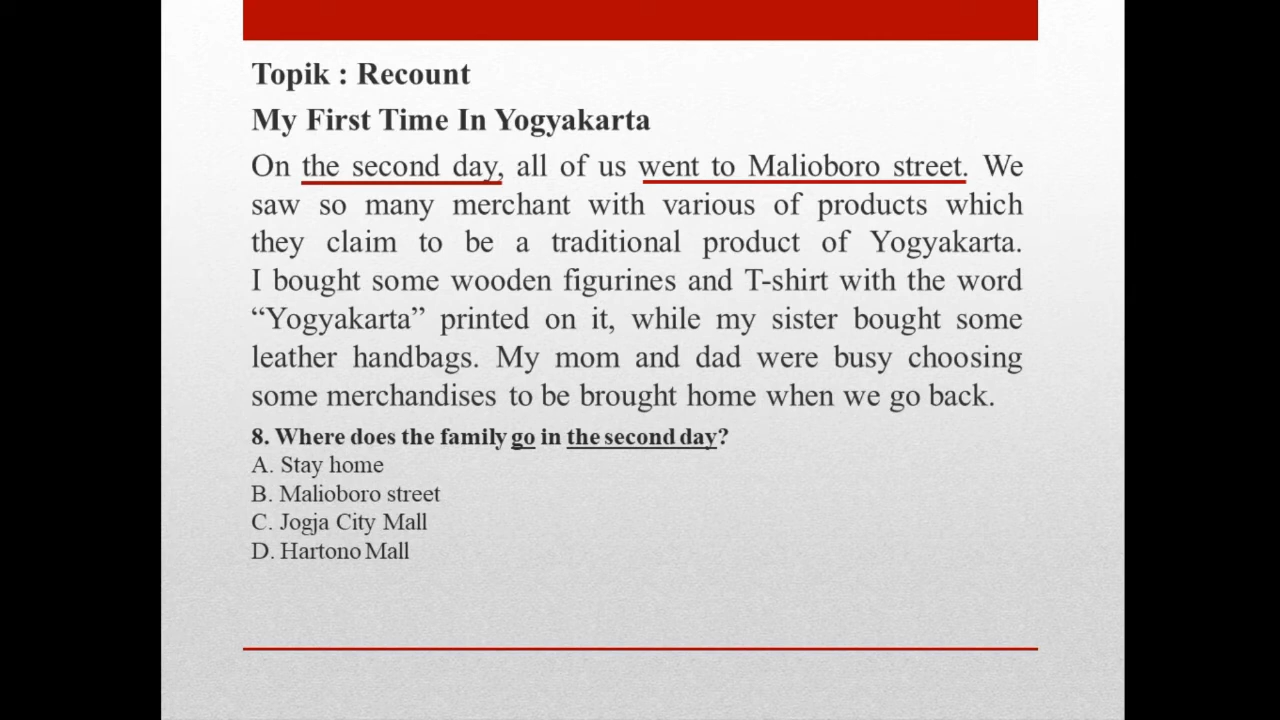 Topik : Recount
My First Time In Yogyakarta
On the second day, all of us went to Malioboro street. We
saw so many merchant with various of products which
they claim to be a traditional product of Yogyakarta.
I bought some wooden figurines and T-shirt with the word
“Yogyakarta” printed on it, while my sister bought some
leather handbags. My mom and dad were busy choosing
some merchandises to be brought home when we go back.
8. Where does the family go in the second day?
A. Stay home
B. Malioboro street
C. Jogja City Mall
D. Hartono Mall